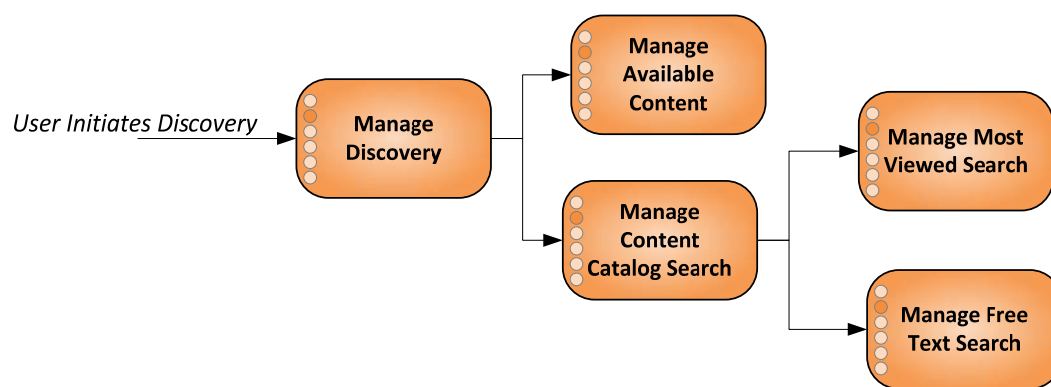 User Initiates Discovery
Manage
Discovery
Manage
Available
Content
Manage
Content
Catalog Search
Manage Most
Viewed Search
Manage Free
Text Search